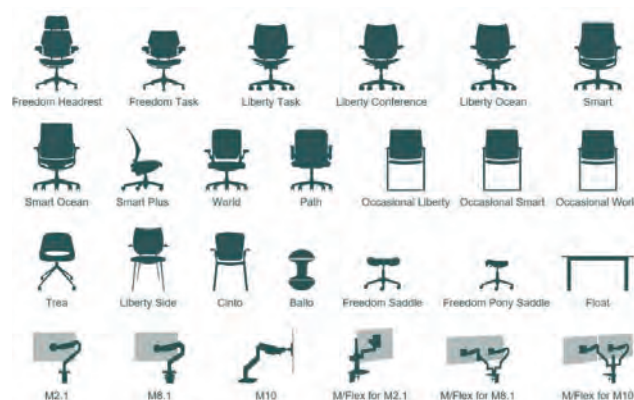 Freedom Headrest Freedom Task Liberty Task Liberty Conference Liberty Ocean Smart
Smart Ocean Smart Plus World Path Occasional Liberty Occasional Smart Occasional World
Trea Liberty Side Cinto Ballo Freedom Saddle Freedom Pony Saddle Float
M2.1 M8.1 M10 M/Flex for M2.1 M/Flex for M8.1 M/Flex for M10